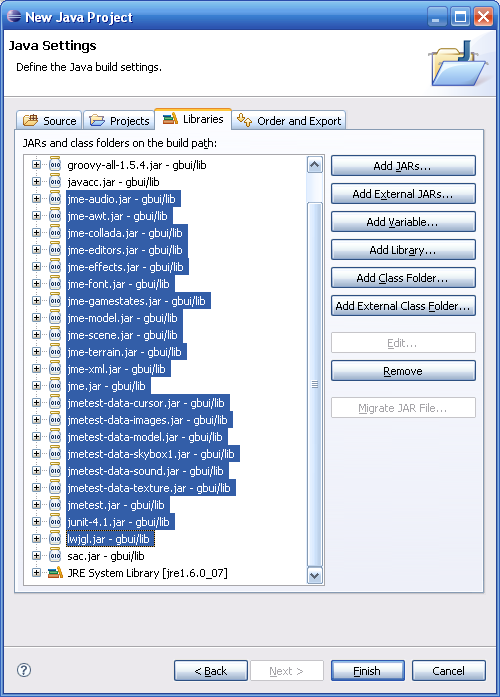 New Java Project
Java Settings
Define the Java build settings.
Source Projects Libraries Order and Export
JARs and class folders on the build path:
groovy-all-1.5.4.jar - gbui/lib
javacc.jar - gbui/lib
jme-audio.jar - gbui/lib
jme-awt.jar - gbui/lib
jme-collada.jar - gbui/lib
jme-editors.jar - gbui/lib
jme-effects.jar - gbui/lib
jme-font.jar - gbui/lib
jme-gamestates.jar - gbui/lib
jme-model.jar - gbui/lib
jme-scene.jar - gbui/lib
jme-terrain.jar - gbui/lib
jme-xml.jar - gbui/lib
jme.jar - gbui/lib
jmetest-data-cursor.jar - gbui/lib
jmetest-data-images.jar - gbui/lib
jmetest-data-model.jar - gbui/lib
jmetest-data-skybox1.jar - gbui/lib
jmetest-data-sound.jar - gbui/lib
jmetest-data-texture.jar - gbui/lib
jmetest.jar - gbui/lib
junit-4.1.jar - gbui/lib
lwjgl.jar - gbui/lib
sac.jar - gbui/lib
JRE System Library [jre1.6.0_07]
Add JARs...
Add External JARs...
Add Variable...
Add Library...
Add Class Folder...
Add External Class Folder...
Edit...
Remove
Migrate JAR File...
? < Back Next > Finish Cancel